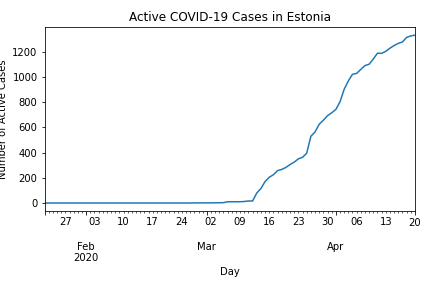 Active COVID-19 Cases in Estonia
Number of Active Cases
1200
1000
800
600
400
200
0
27 03 10 17 24 02 09 16 23 30 06 13 20
Feb Mar Apr
2020
Day